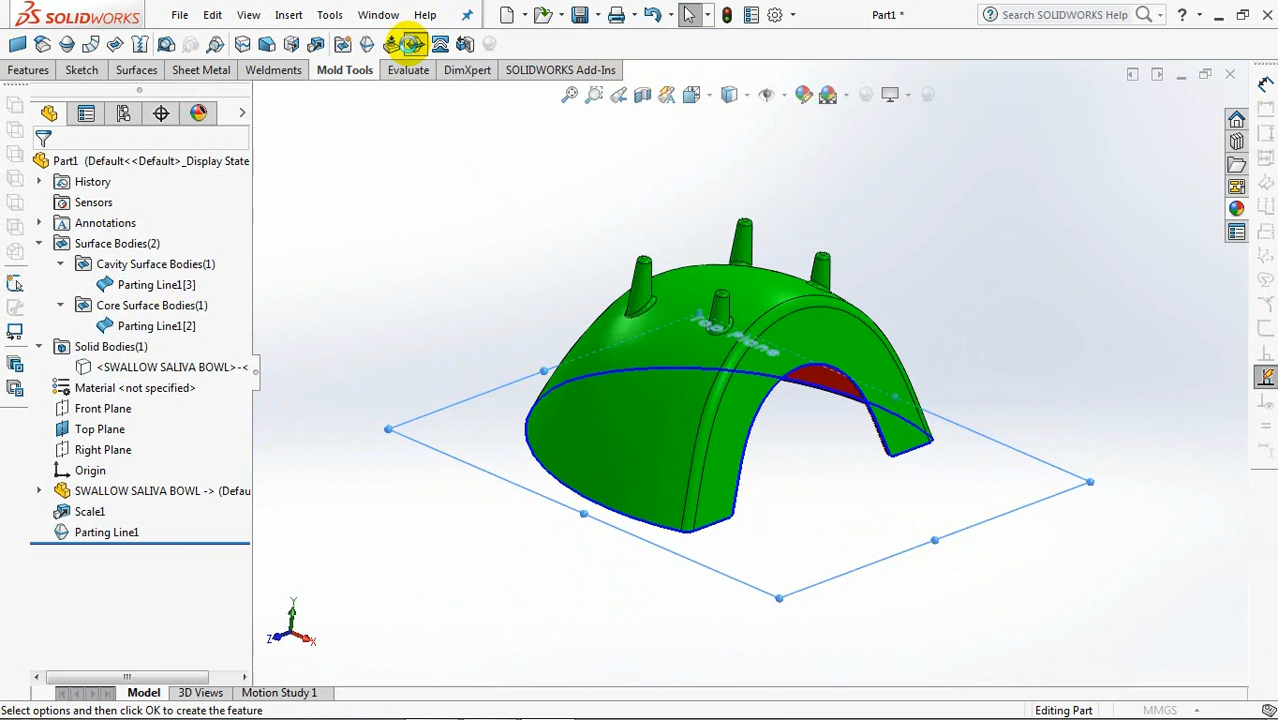 SOLIDWORKS
File Edit View Insert Tools Window Help
Part1 *
Search SOLIDWORKS Help
?
Features Sketch Surfaces Sheet Metal Weldments Mold Tools Evaluate DimXpert SOLIDWORKS Add-Ins
Part1 (Default<<Default>_Display State
History
Sensors
Annotations
Surface Bodies(2)
Cavity Surface Bodies(1)
Parting Line1[3]
Core Surface Bodies(1)
Parting Line1[2]
Solid Bodies(1)
<SWALLOW SALIVA BOWL>-<
Material <not specified>
Front Plane
Top Plane
Right Plane
Origin
SWALLOW SALIVA BOWL -> (Defau
Scale1
Parting Line1
Top Plane
Y
Z
X
Model 3D Views Motion Study 1
Select options and then click OK to create the feature
Editing Part
MMGS